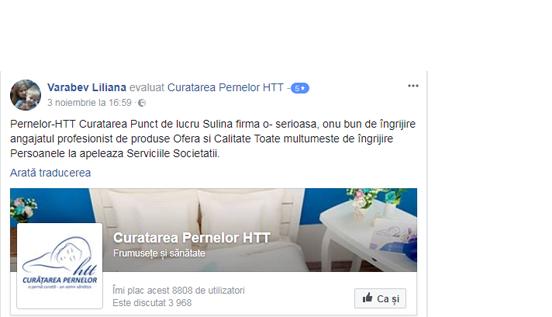 Varabev Liliana evaluat Curatarea Pernelor HTT - 5★
3 noiembrie la 16:59 ·
Pernelor-HTT Curatarea Punct de lucru Sulina firma o- serioasa, onu bun de îngrijire
angajatul profesionist de produse Ofera si Calitate Toate multumeste de îngrijire
Persoanele la apeleaza Serviciile Societatii.
Arată traducerea
Curatarea Pernelor HTT
Frumusețe și sănătate
htt
CURĂȚAREA PERNELOR
o pernă curată - un somn sănătos
Îmi plac acest 8808 de utilizatori
Este discutat 3 968
Ca și